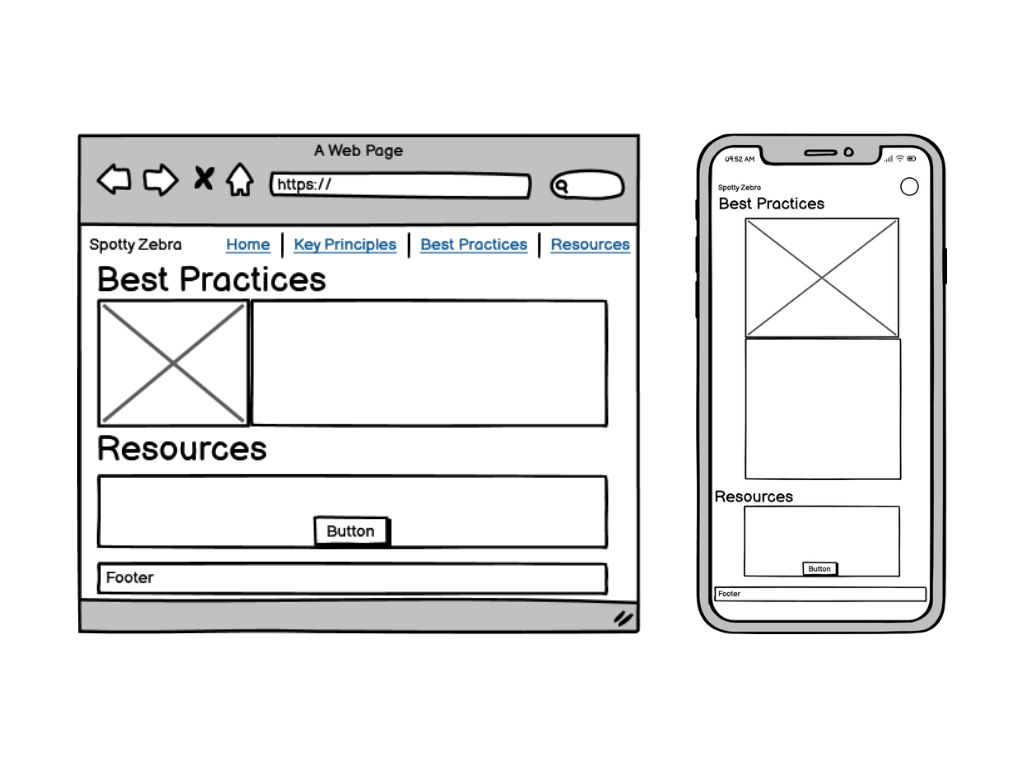 A Web Page
https://
Spotty Zebra Home Key Principles Best Practices Resources
Best Practices
Resources
Button
Footer
09:52 AM
Spotty Zebra
Best Practices
Resources
Button
Footer